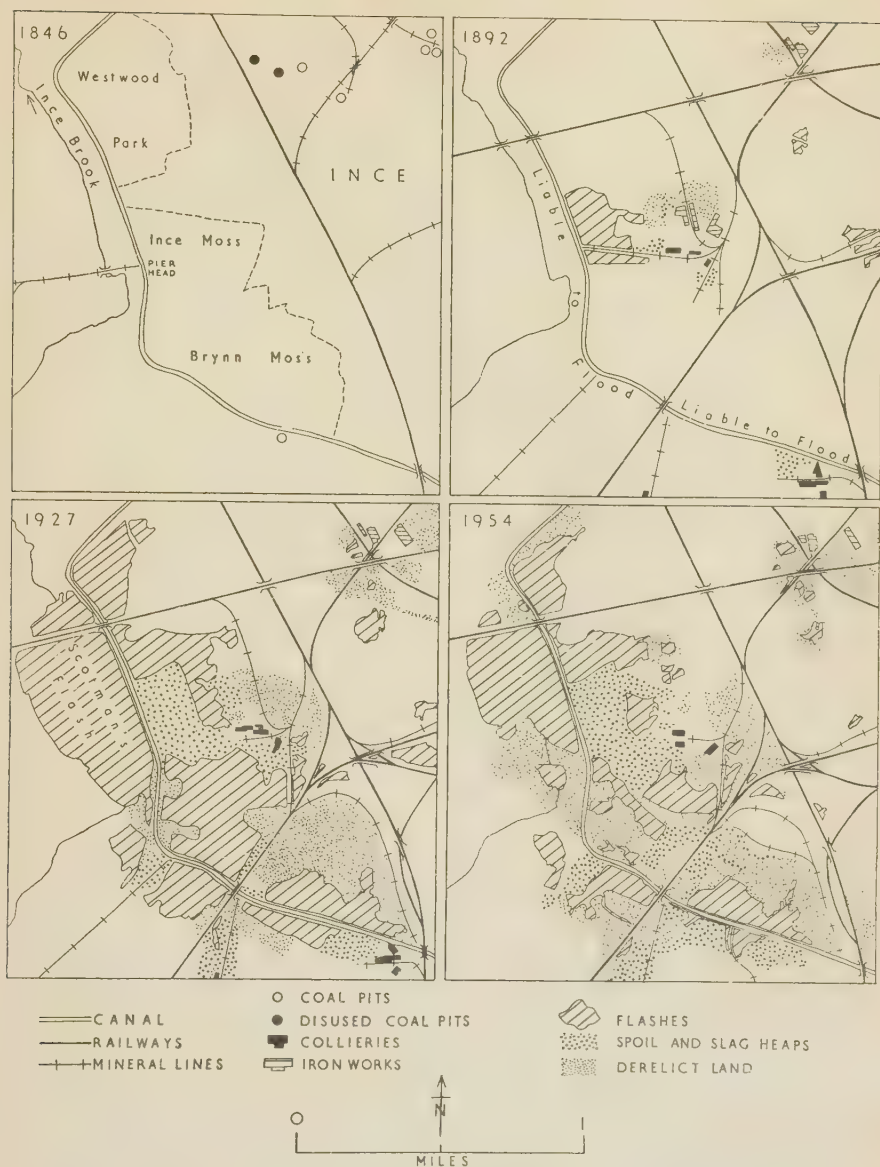 1846
Westwood
Park
Ince Brook
INCE
Ince Moss
PIER
HEAD
Brynn Moss
1892
Liable to Flood
Liable to Flood
1927
Scotmans
Flash
1954
CANAL
RAILWAYS
MINERAL LINES
COAL PITS
DISUSED COAL PITS
COLLIERIES
IRON WORKS
FLASHES
SPOIL AND SLAG HEAPS
DERELICT LAND
N
O
I
MILES